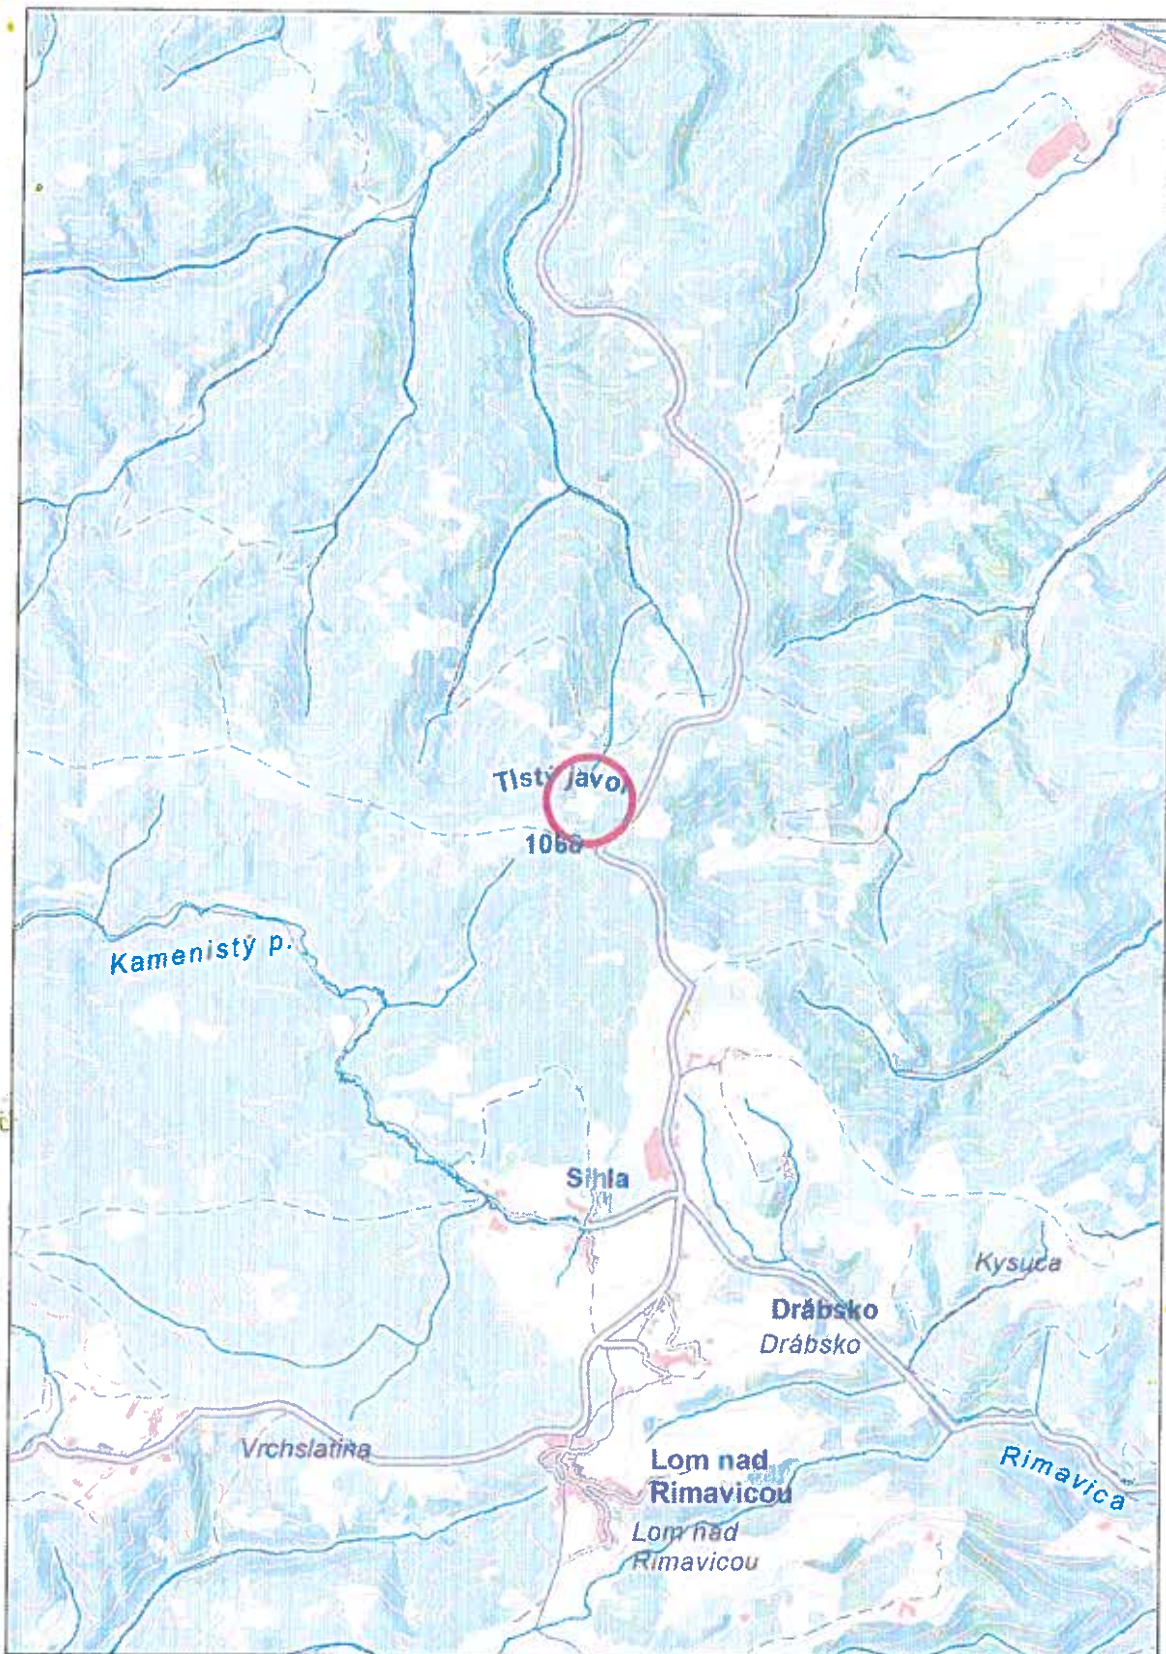 Tlstý javor
1068
Kamenistý p.
Sihla
Kysuca
Drábsko
Drábsko
Vrchslatina
Lom nad
Rimavicou
Rimavica
Lom nad
Rimavicou